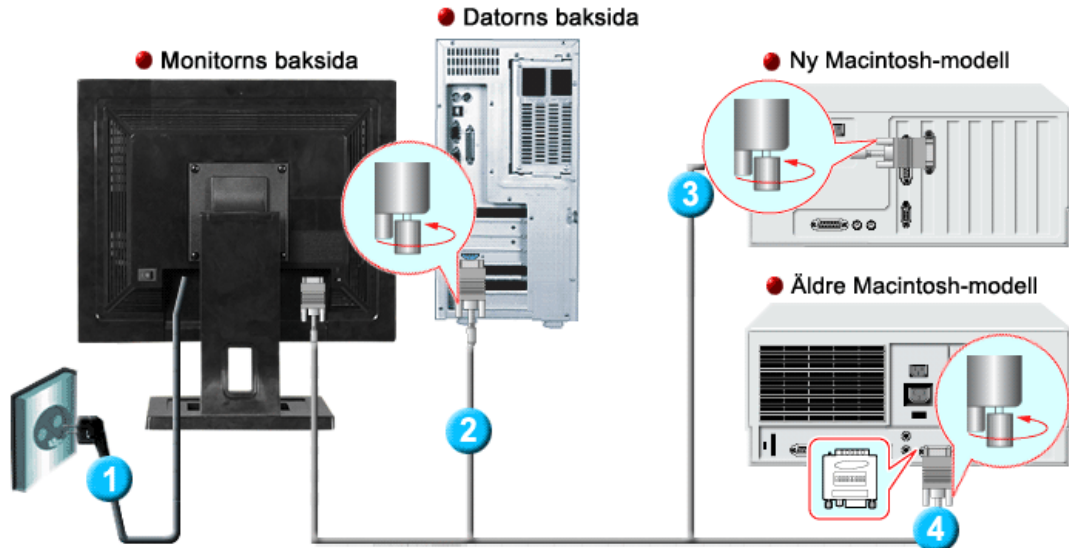 Datorns baksida
Monitorns baksida
Ny Macintosh-modell
3
Äldre Macintosh-modell
2
1
4